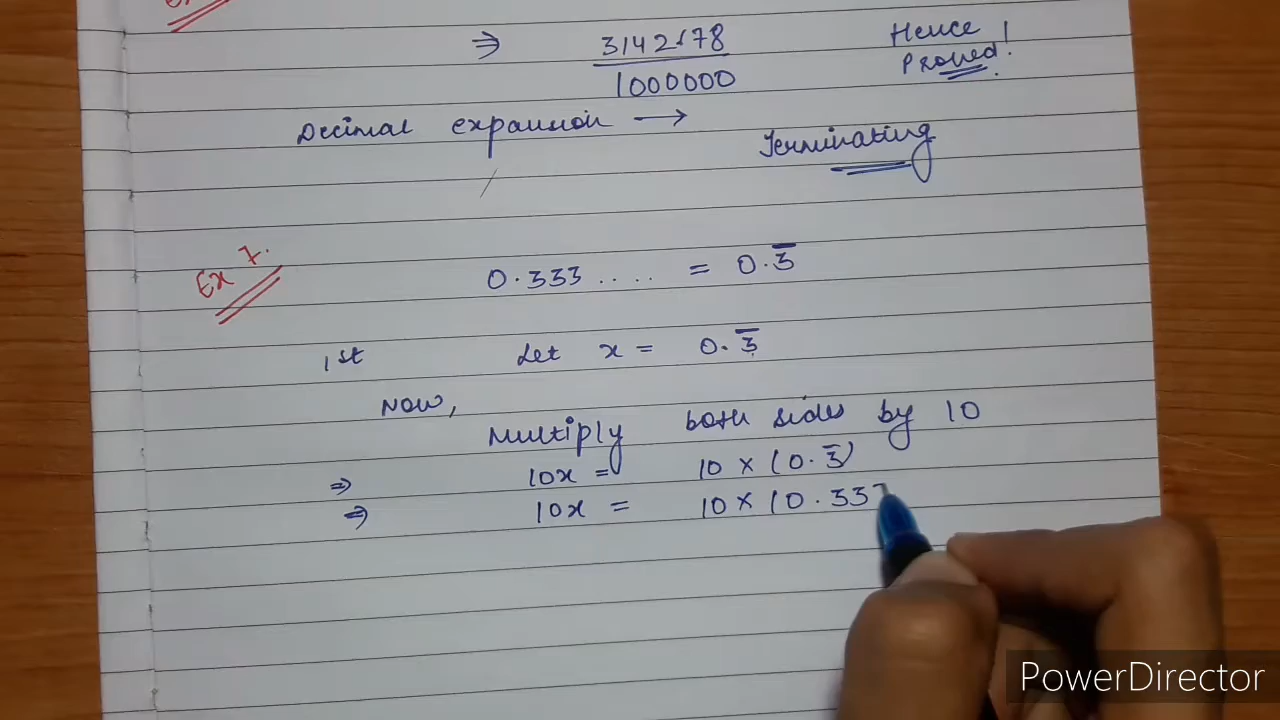 ⇒ 3142678
1000000
Hence Proved!
Decimal expansion → Terminating
Ex 7. 0.333.... = 0.3̅
1st Let x = 0.3̅
Now,
Multiply both sides by 10
⇒ 10x = 10 × (0.3̅)
⇒ 10x = 10 × (0.333
PowerDirector